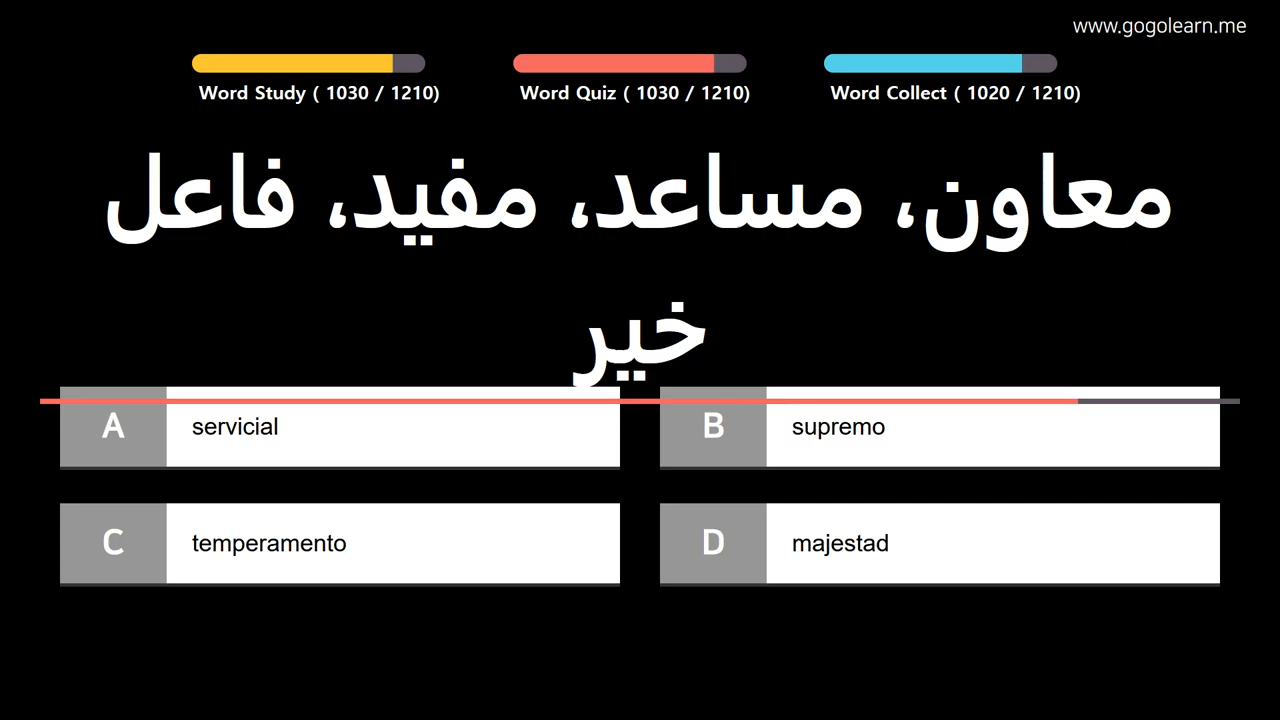 www.gogolearn.me
Word Study ( 1030 / 1210)
Word Quiz ( 1030 / 1210)
Word Collect ( 1020 / 1210)
معاون، مساعد، مفيد، فاعل
خير
A servicial
B supremo
C temperamento
D majestad